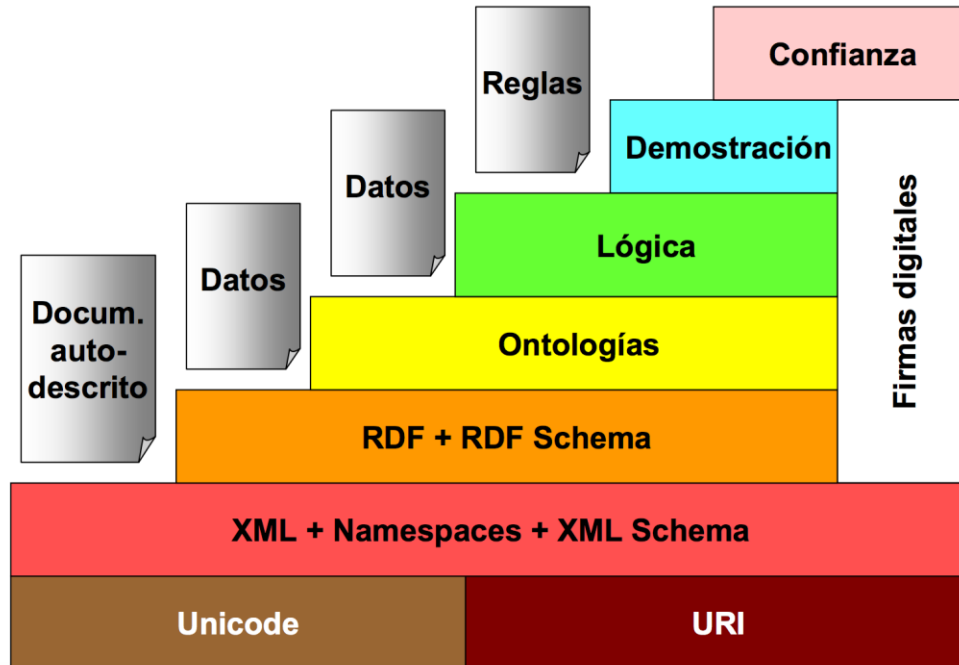 Confianza
Reglas
Demostración
Datos
Lógica
Firmas digitales
Datos
Docum.
auto-
descrito
Ontologías
RDF + RDF Schema
XML + Namespaces + XML Schema
Unicode
URI